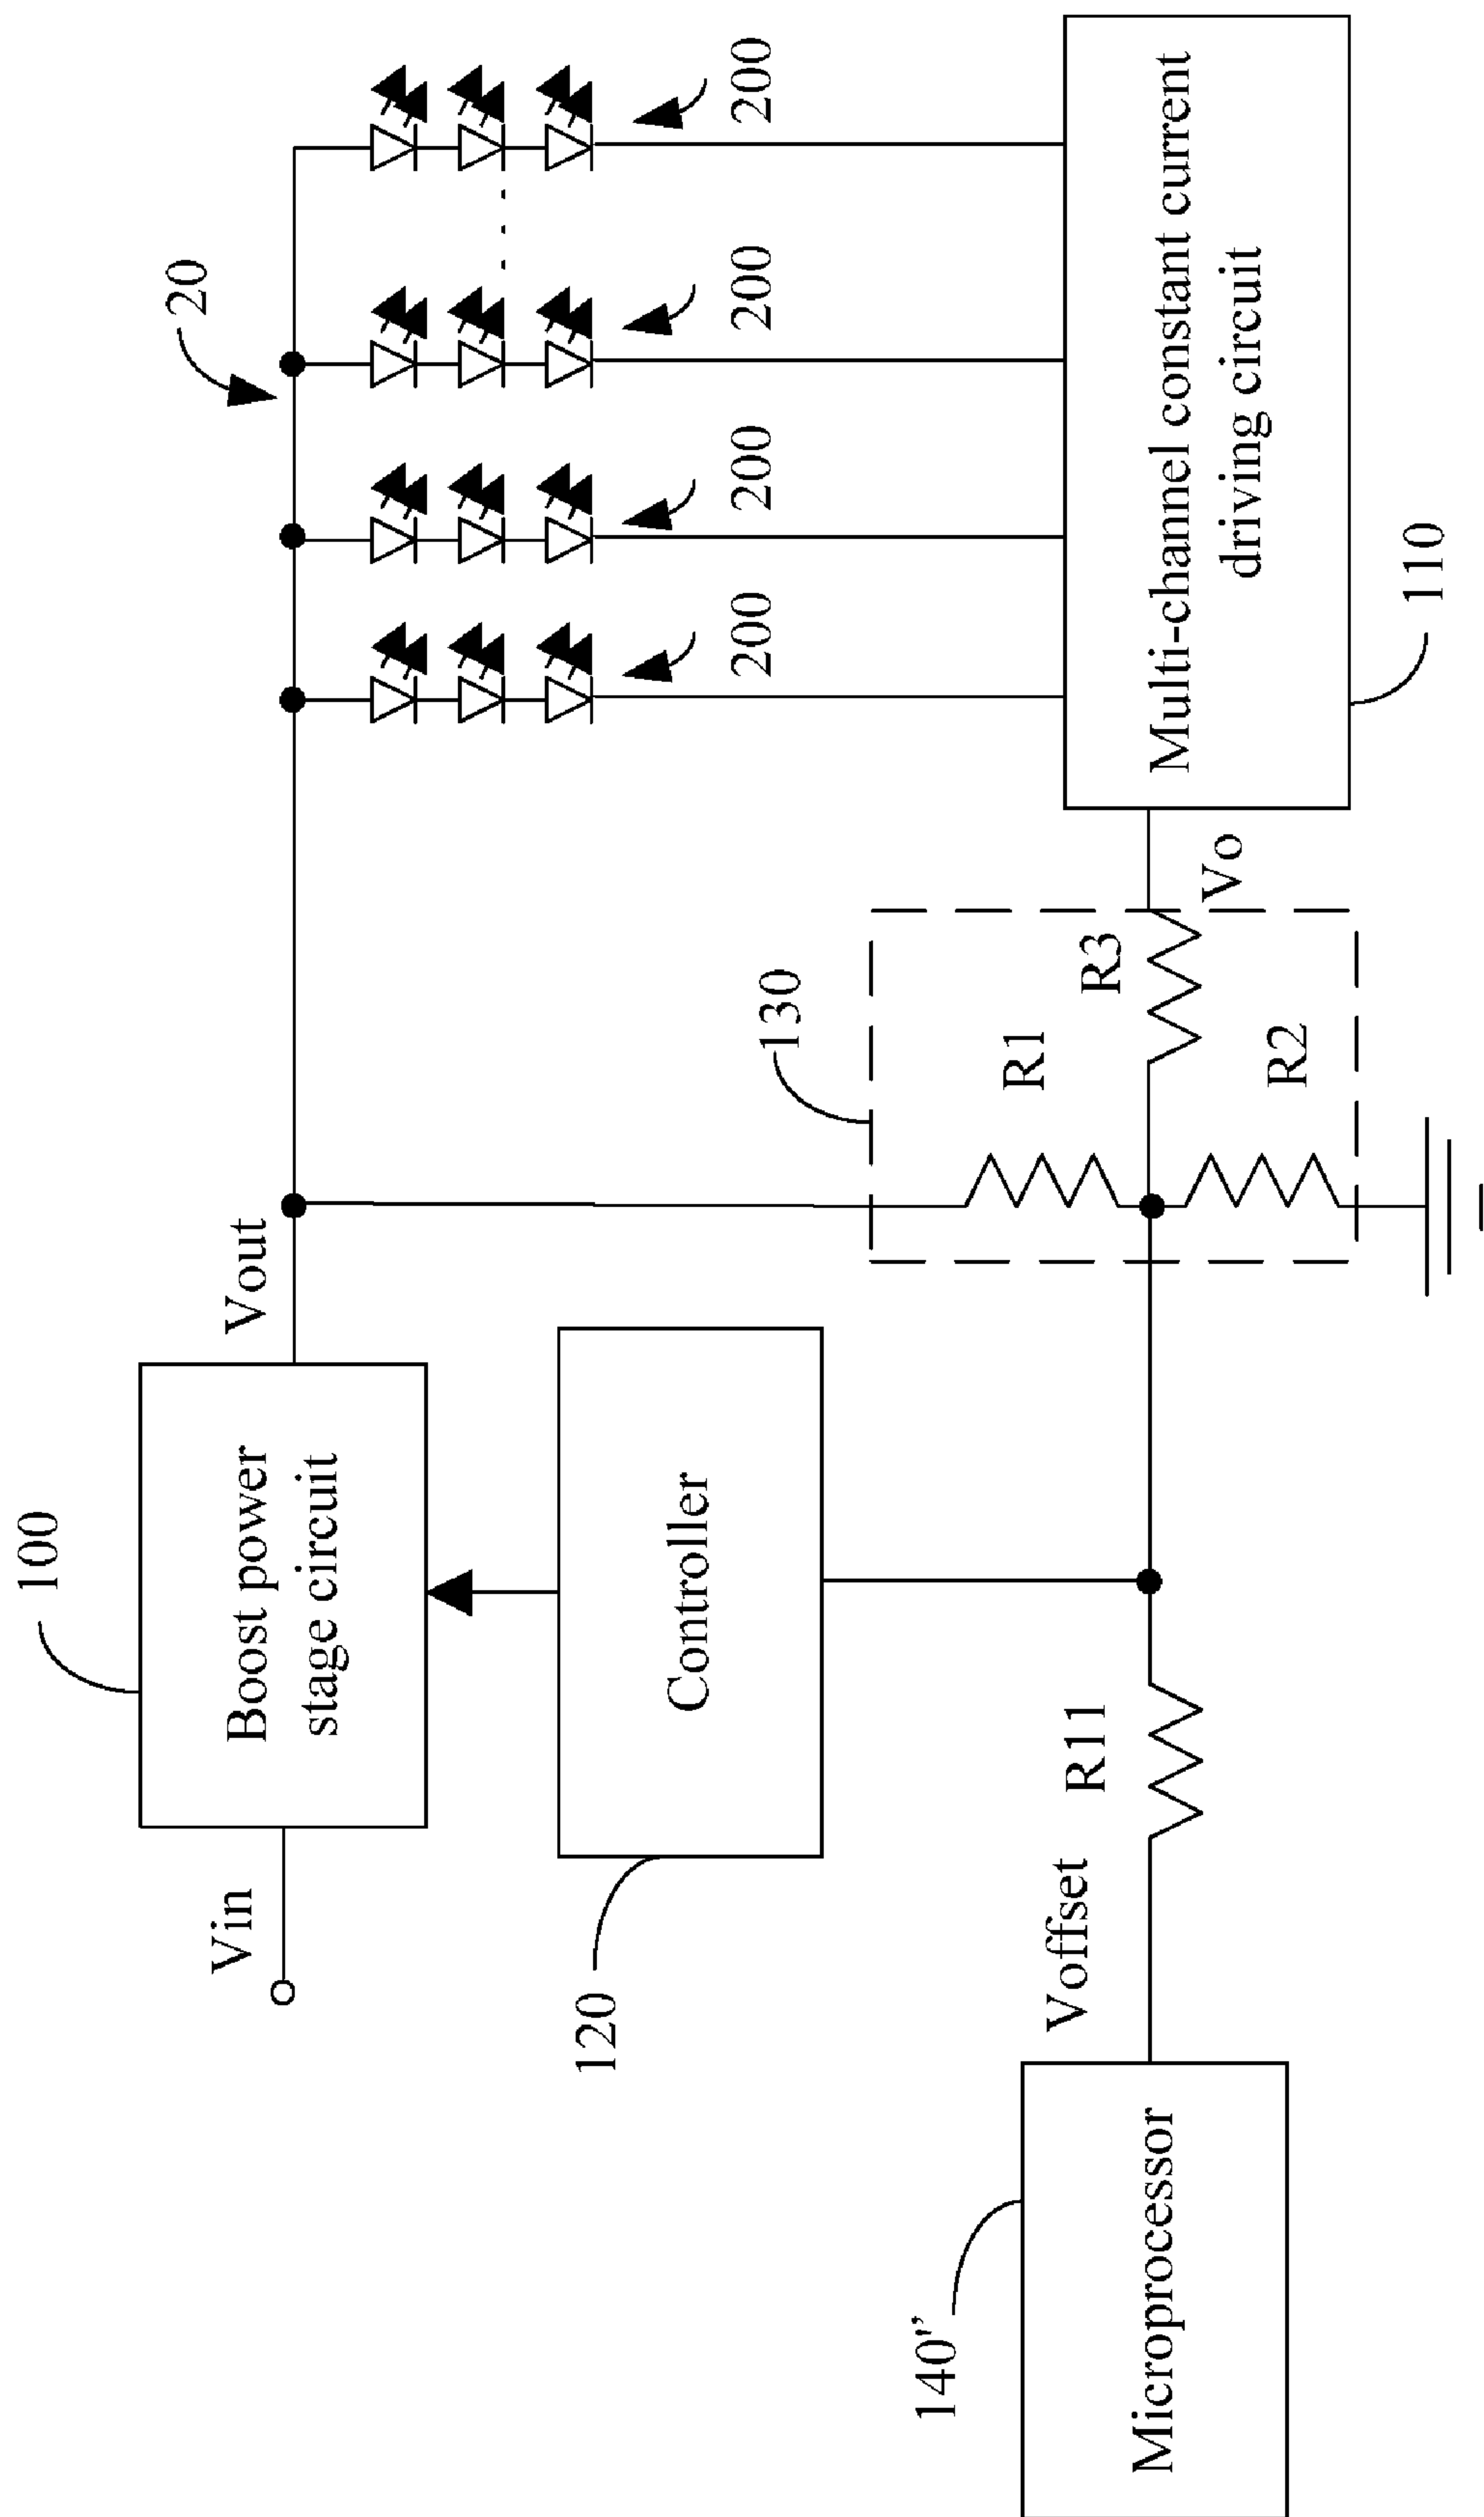 100
Vin
Boost power
stage circuit
Vout
20
200
200
200
200
120
Controller
130
R1
R3
R2
Vo
Multi-channel constant current
driving circuit
110
140"’
Microprocessor
Voffset
R11